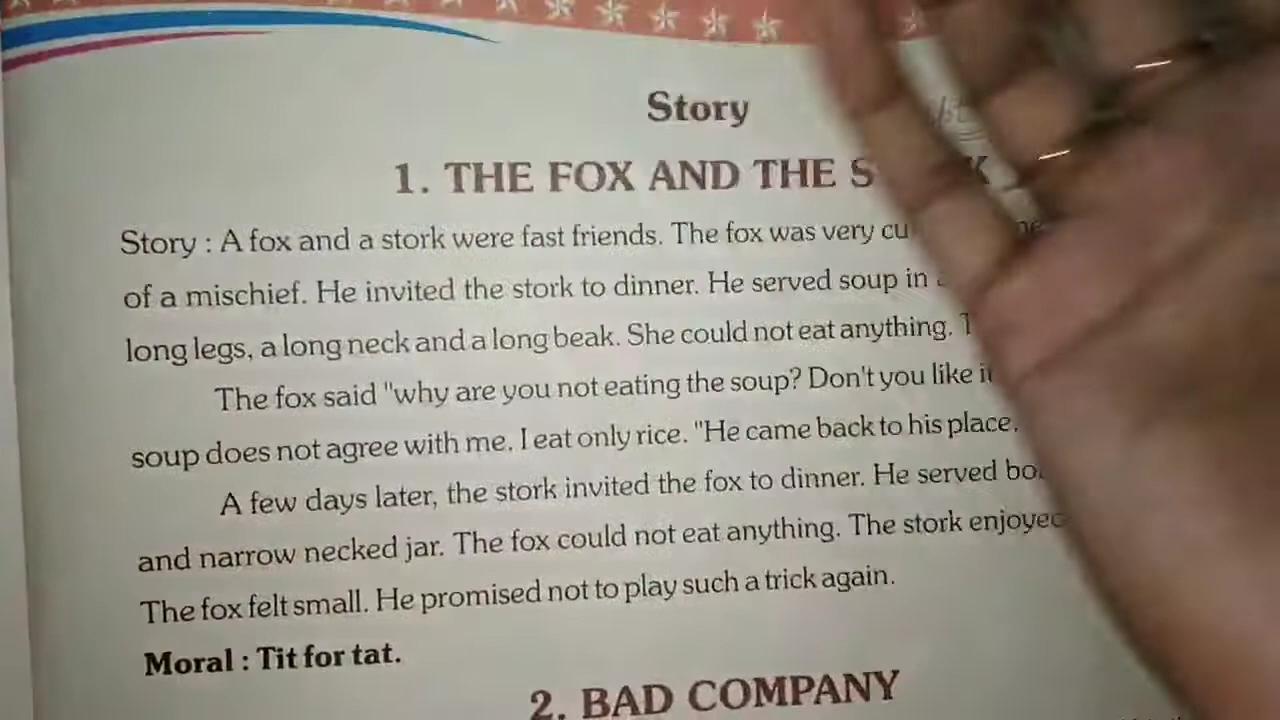 Story
1. THE FOX AND THE
Story : A fox and a stork were fast friends. The fox was very
of a mischief. He invited the stork to dinner. He served soup in
long legs, a long neck and a long beak. She could not eat anything.
The fox said "why are you not eating the soup? Don't you like
soup does not agree with me. I eat only rice. "He came back to his place.
A few days later, the stork invited the fox to dinner. He served
and narrow necked jar. The fox could not eat anything. The stork enjoyed
The fox felt small. He promised not to play such a trick again.
Moral : Tit for tat.
2. BAD COMPANY